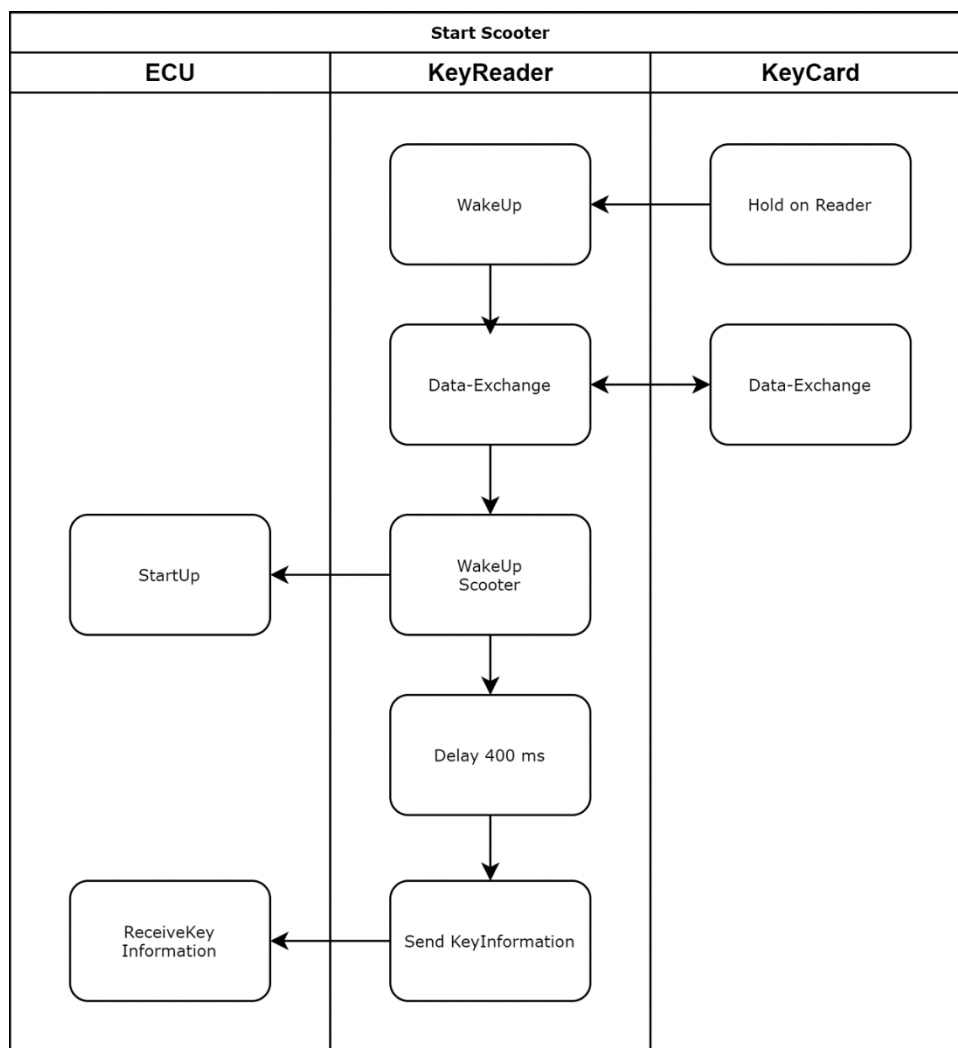 Start Scooter
ECU
KeyReader
KeyCard
WakeUp
Hold on Reader
Data-Exchange
Data-Exchange
StartUp
WakeUp
Scooter
Delay 400 ms
ReceiveKey
Information
Send KeyInformation